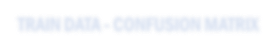 TRAIN DATA - CONFUSION MATRIX